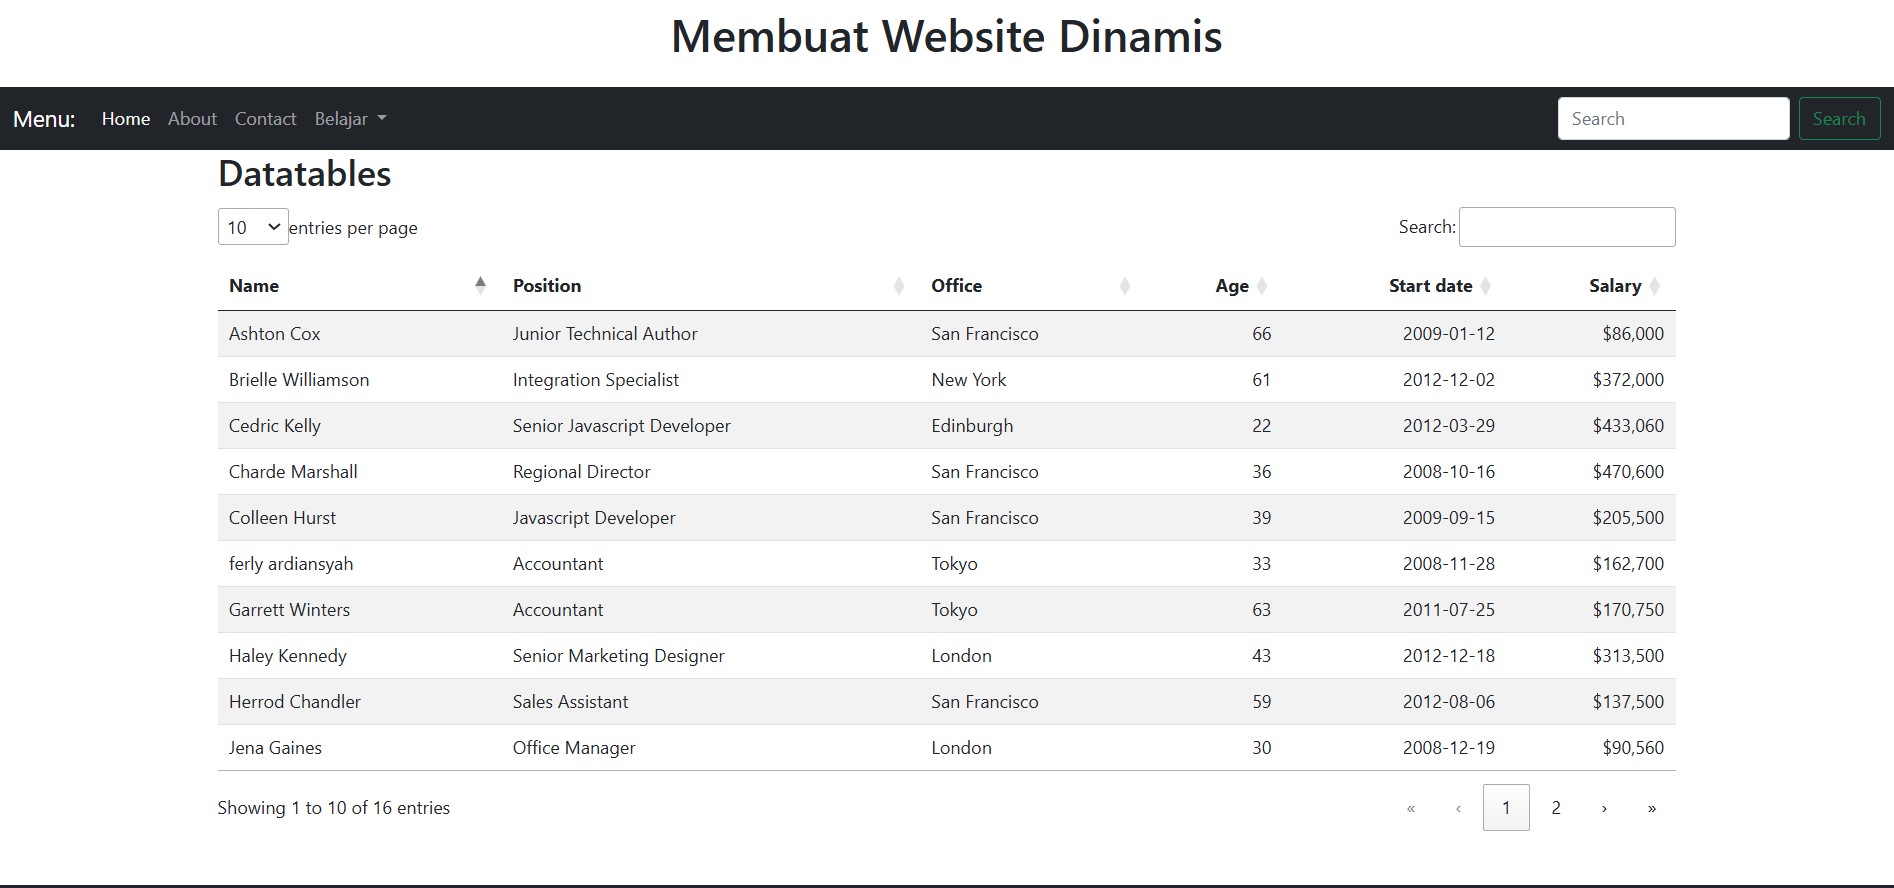 Membuat Website Dinamis
Menu: Home About Contact Belajar Search Search
Datatables
10 entries per page Search:
Name Position Office Age Start date Salary
Ashton Cox Junior Technical Author San Francisco 66 2009-01-12 $86,000
Brielle Williamson Integration Specialist New York 61 2012-12-02 $372,000
Cedric Kelly Senior Javascript Developer Edinburgh 22 2012-03-29 $433,060
Charde Marshall Regional Director San Francisco 36 2008-10-16 $470,600
Colleen Hurst Javascript Developer San Francisco 39 2009-09-15 $205,500
ferly ardiansyah Accountant Tokyo 33 2008-11-28 $162,700
Garrett Winters Accountant Tokyo 63 2011-07-25 $170,750
Haley Kennedy Senior Marketing Designer London 43 2012-12-18 $313,500
Herrod Chandler Sales Assistant San Francisco 59 2012-08-06 $137,500
Jena Gaines Office Manager London 30 2008-12-19 $90,560
Showing 1 to 10 of 16 entries « ‹ 1 2 › »